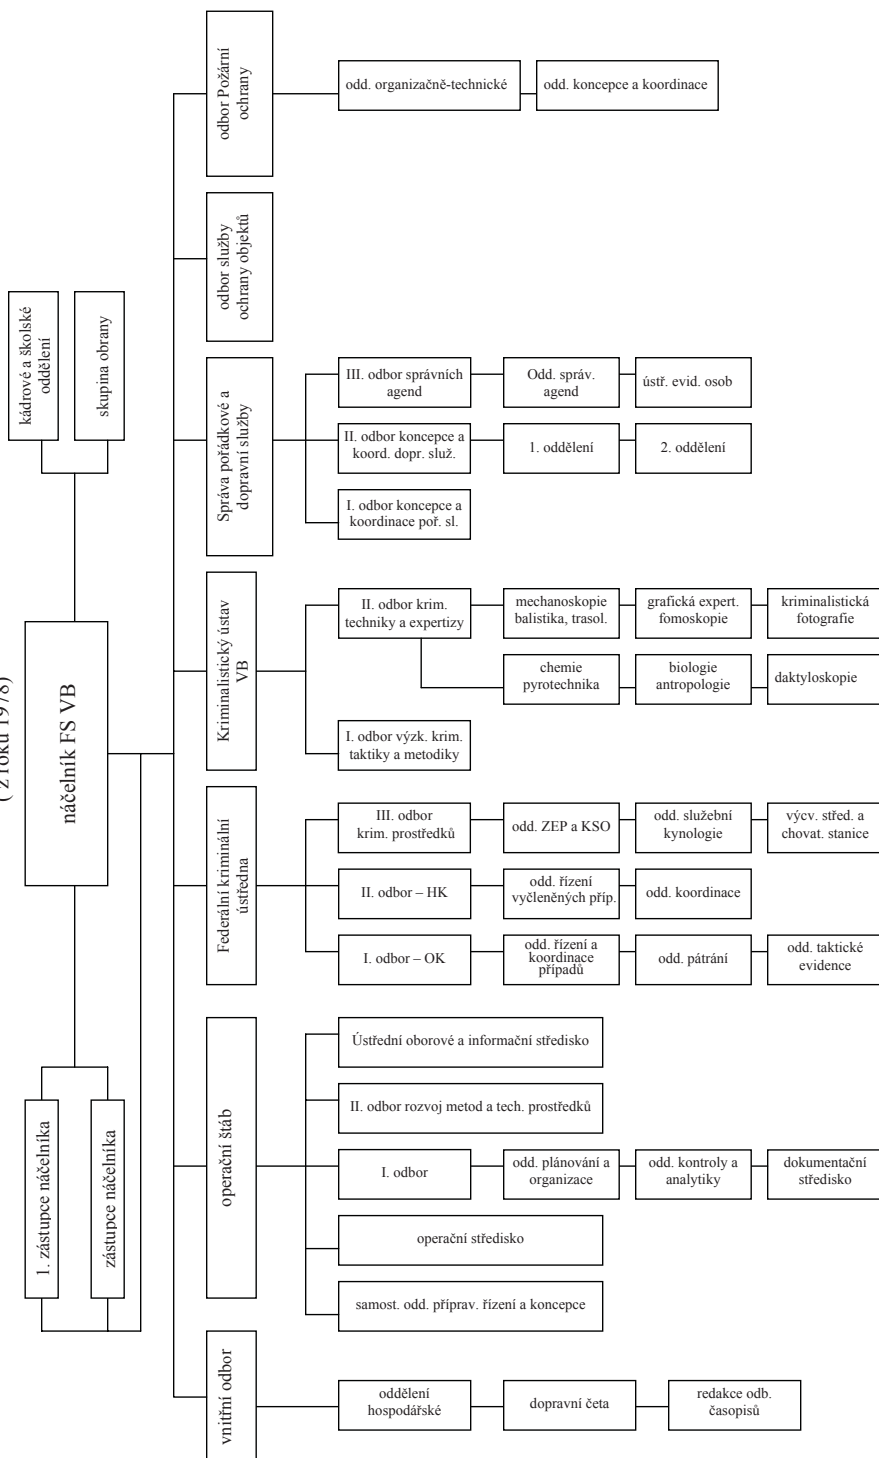 ( z roku 1978)
náčelník FS VB
kádrové a školské
oddělení
skupina obrany
1. zástupce náčelníka
zástupce náčelníka
odbor Požární
ochrany
odd. organizačně-technické
odd. koncepce a koordinace
odbor služby
ochrany objektů
Správa pořádkové a
dopravní služby
III. odbor správních
agend
Odd. správ.
agend
ústř. evid. osob
II. odbor koncepce a
koord. dopr. služ.
1. oddělení
2. oddělení
I. odbor koncepce a
koordinace poř. sl.
Kriminalistický ústav
VB
II. odbor krim.
techniky a expertizy
mechanoskopie
balistika, trasol.
grafická expert.
fomoskopie
kriminalistická
fotografie
chemie
pyrotechnika
biologie
antropologie
daktyloskopie
I. odbor výzk. krim.
taktiky a metodiky
Federální kriminální
ústředna
III. odbor
krim. prostředků
odd. ZEP a KSO
odd. služební
kynologie
výcv. střed. a
chovat. stanice
II. odbor – HK
odd. řízení
vyčleněných příp.
odd. koordinace
I. odbor – OK
odd. řízení a
koordinace
případů
odd. pátrání
odd. taktické
evidence
operační štáb
Ústřední oborové a informační středisko
II. odbor rozvoj metod a tech. prostředků
I. odbor
odd. plánování a
organizace
odd. kontroly a
analytiky
dokumentační
středisko
operační středisko
samost. odd. příprav. řízení a koncepce
vnitřní odbor
oddělení
hospodářské
dopravní četa
redakce odb.
časopisů